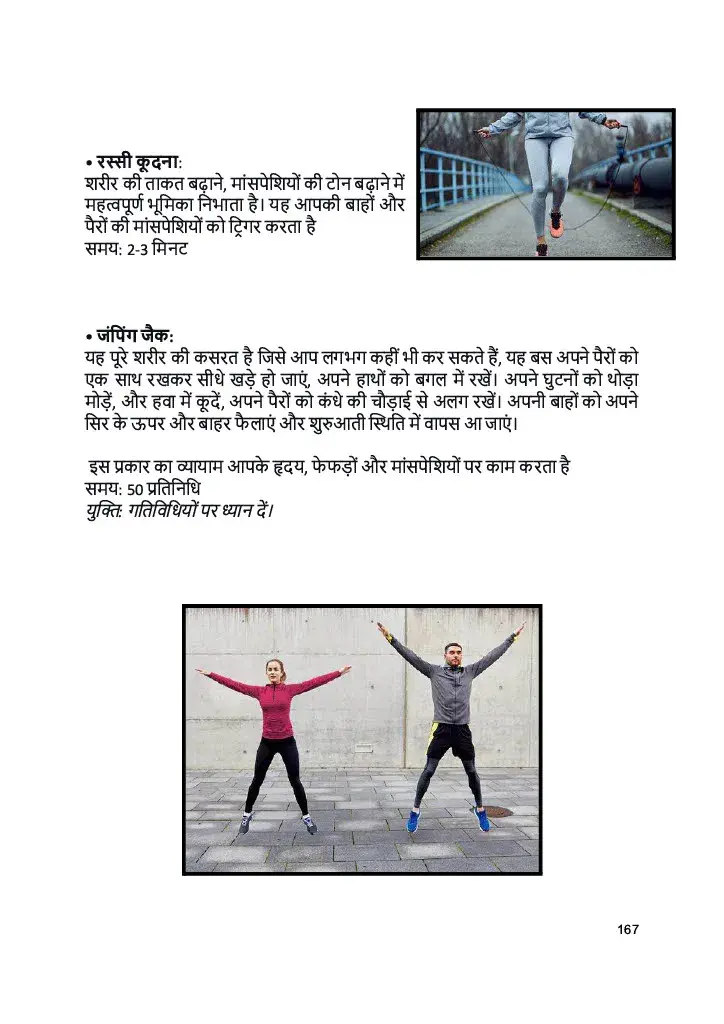 • रस्सी कूदना:
शरीर की ताकत बढ़ाने, मांसपेशियों की टोन बढ़ाने में
महत्वपूर्ण भूमिका निभाता है। यह आपकी बाहों और
पैरों की मांसपेशियों को ट्रिगर करता है
समय: 2-3 मिनट
• जंपिंग जैक:
यह पूरे शरीर की कसरत है जिसे आप लगभग कहीं भी कर सकते हैं, यह बस अपने पैरों को
एक साथ रखकर सीधे खड़े हो जाएं, अपने हाथों को बगल में रखें। अपने घुटनों को थोड़ा
मोड़ें, और हवा में कूदें, अपने पैरों को कंधे की चौड़ाई से अलग रखें। अपनी बाहों को अपने
सिर के ऊपर और बाहर फैलाएं और शुरुआती स्थिति में वापस आ जाएं।
इस प्रकार का व्यायाम आपके हृदय, फेफड़ों और मांसपेशियों पर काम करता है
समय: 50 प्रतिनिधि
युक्ति: गतिविधियों पर ध्यान दें।
167